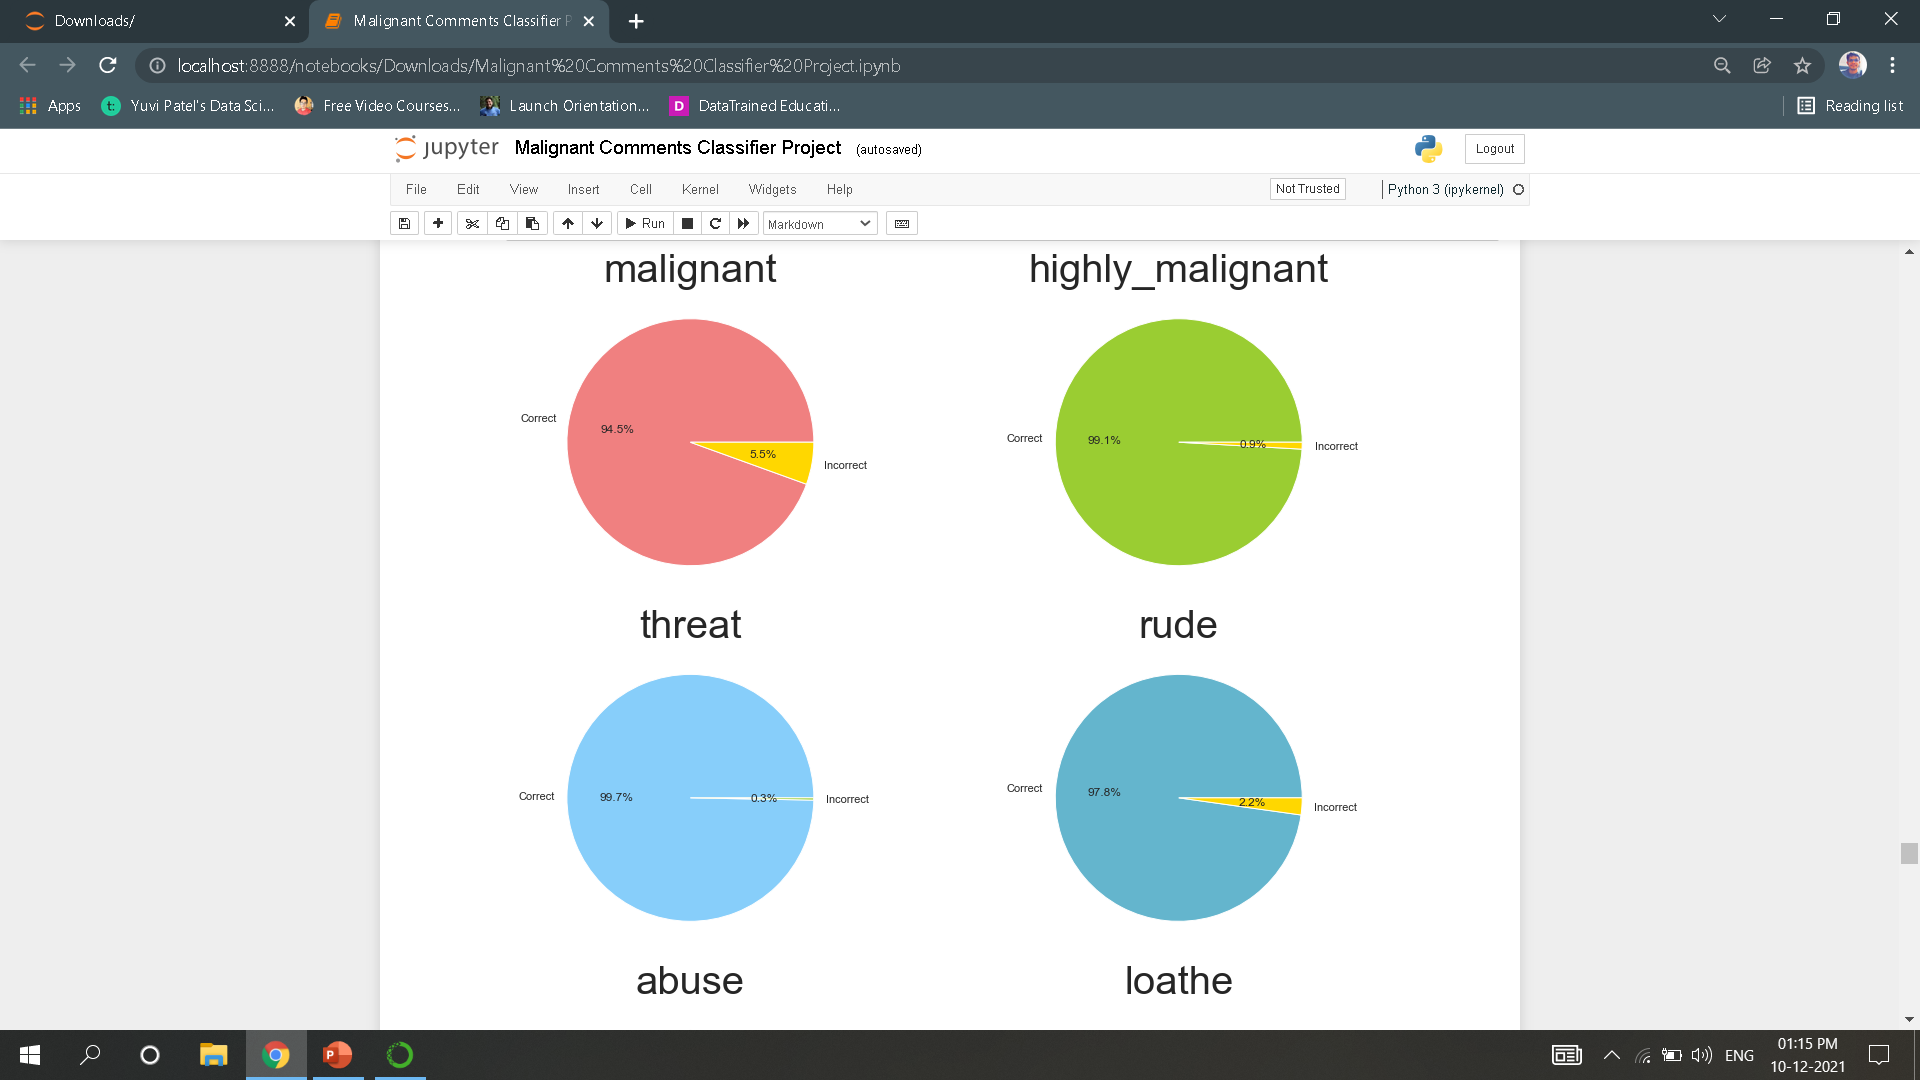 Downloads/
Malignant Comments Classifier P
localhost:8888/notebooks/Downloads/Malignant%20Comments%20Classifier%20Project.ipynb
Apps
t:
Yuvi Patel's Data Sci...
Free Video Courses...
Launch Orientation...
D
DataTrained Educati...
Reading list
jupyter
Malignant Comments Classifier Project (autosaved)
Logout
File Edit View Insert Cell Kernel Widgets Help
Not Trusted
Python 3 (ipykernel)
Run
Markdown
malignant
highly_malignant
Correct
94.5%
5.5%
Incorrect
Correct
99.1%
0.9%
Incorrect
threat
rude
Correct
99.7%
0.3%
Incorrect
Correct
97.8%
2.2%
Incorrect
abuse
loathe
P
ENG
01:15 PM
10-12-2021